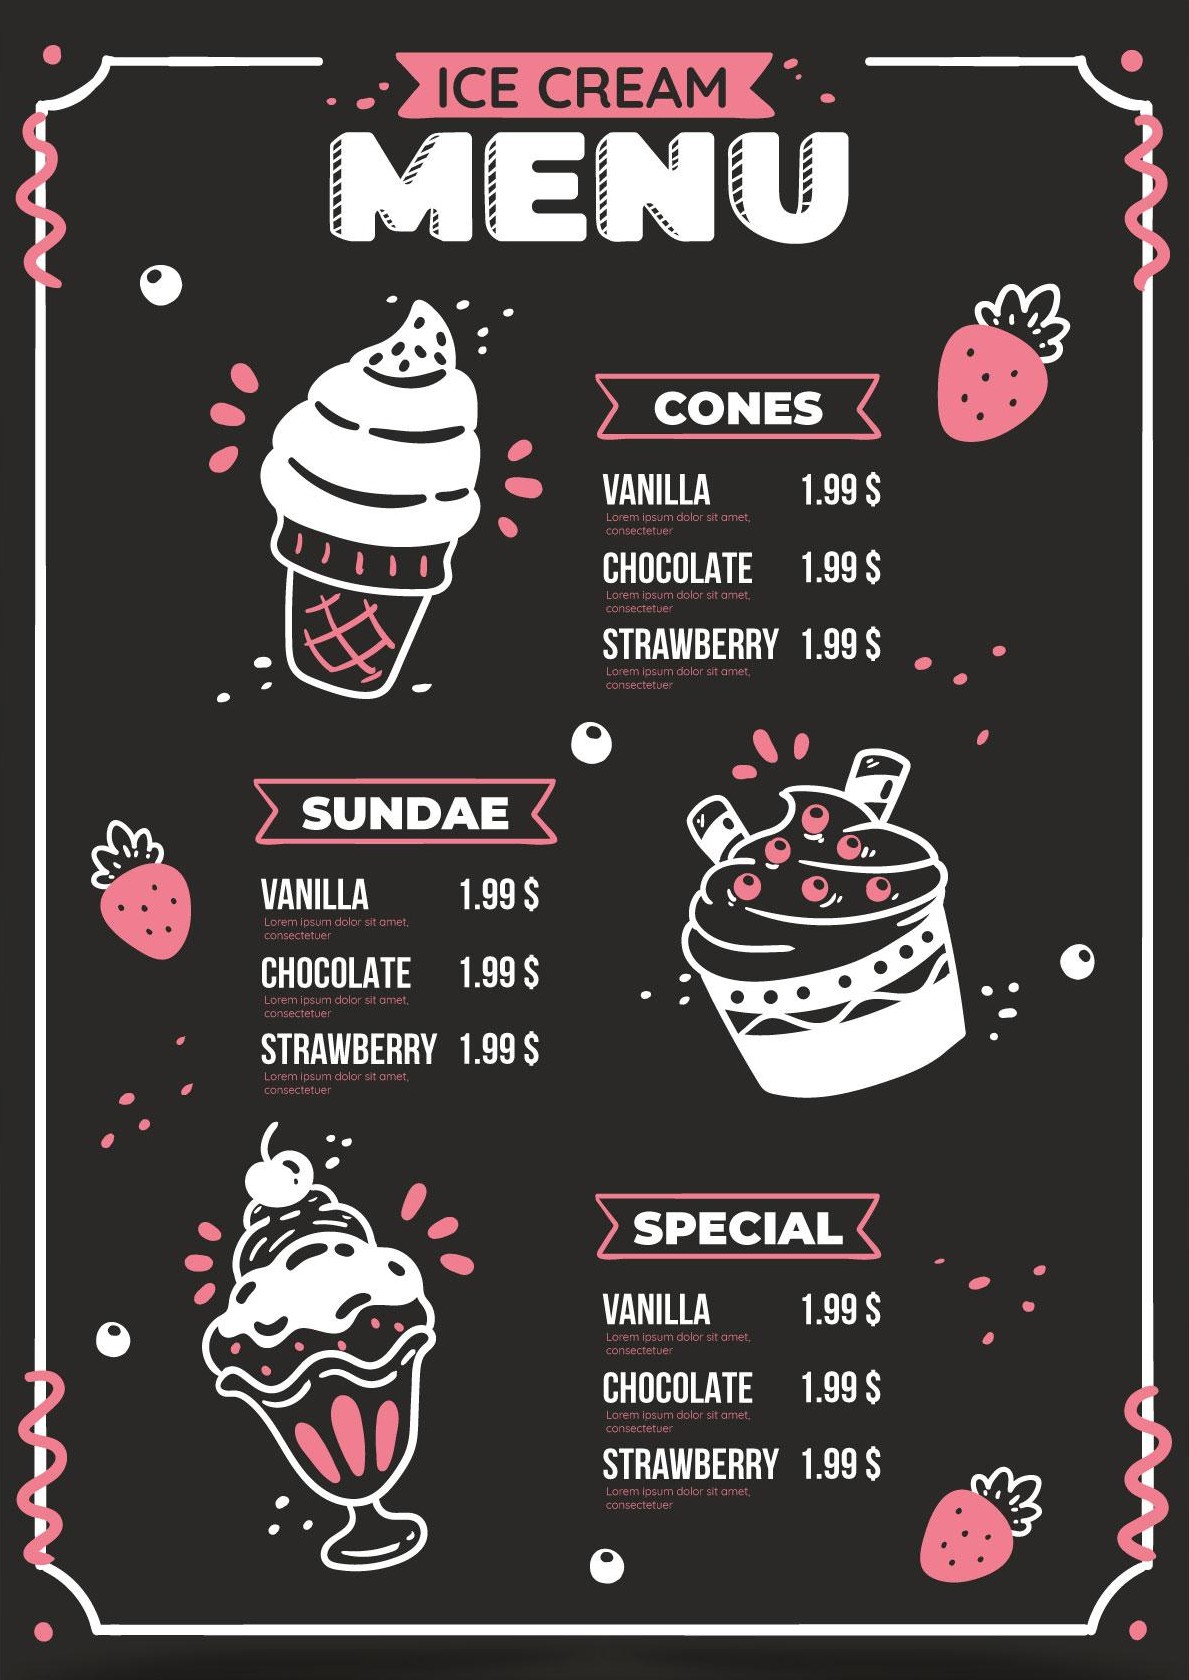 ICE CREAM
MENU
CONES
VANILLA 1.99 $
Lorem ipsum dolor sit amet,
consectetuer
CHOCOLATE 1.99 $
Lorem ipsum dolor sit amet,
consectetuer
STRAWBERRY 1.99 $
Lorem ipsum dolor sit amet,
consectetuer
SUNDAE
VANILLA 1.99 $
Lorem ipsum dolor sit amet,
consectetuer
CHOCOLATE 1.99 $
Lorem ipsum dolor sit amet,
consectetuer
STRAWBERRY 1.99 $
Lorem ipsum dolor sit amet,
consectetuer
SPECIAL
VANILLA 1.99 $
Lorem ipsum dolor sit amet,
consectetuer
CHOCOLATE 1.99 $
Lorem ipsum dolor sit amet,
consectetuer
STRAWBERRY 1.99 $
Lorem ipsum dolor sit amet,
consectetuer